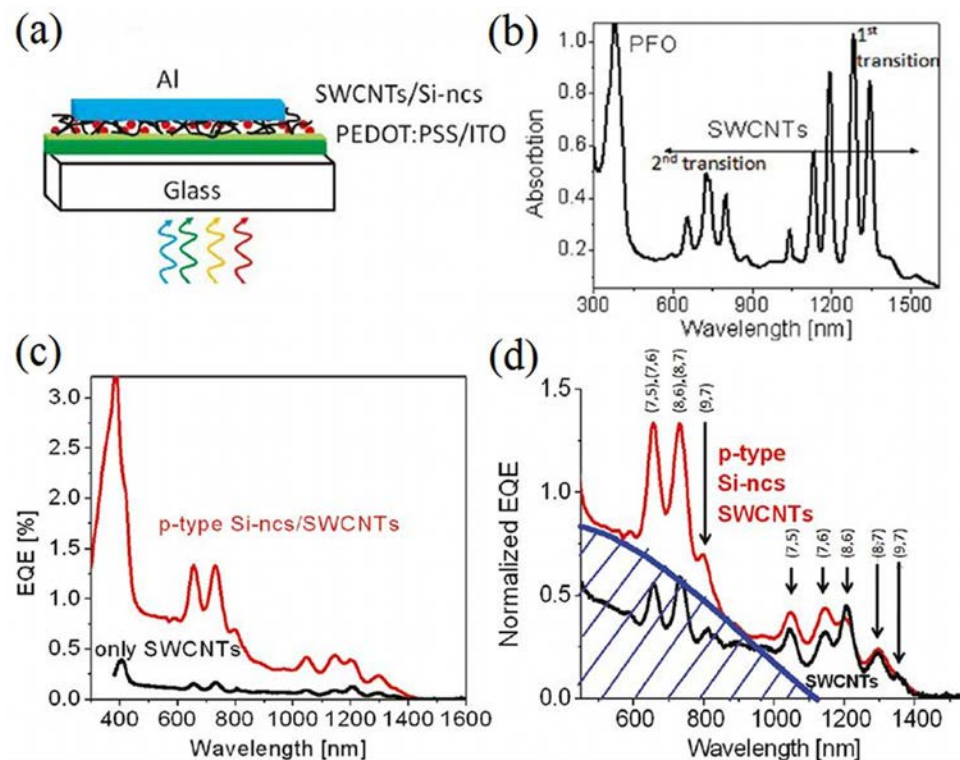 (a)
Al
SWCNTs/Si-ncs
PEDOT:PSS/ITO
Glass
(b)
PFO
1st
transition
SWCNTs
2nd transition
Absorbtion
1.0
0.8
0.6
0.4
0.2
300
600
900
1200
1500
Wavelength [nm]
(c)
EQE [%]
3.0
2.5
2.0
1.5
1.0
0.5
0.0
p-type Si-ncs/SWCNTs
only SWCNTs
400
600
800
1000
1200
1400
1600
Wavelength [nm]
(d)
Normalized EQE
1.5
1.0
0.5
0.0
(7,5),(7,6)
(8,6),(8,7)
(9,7)
p-type
Si-ncs
SWCNTs
(7,5)
(7,6)
(8,6)
(8,7)
(9,7)
SWCNTs
600
800
1000
1200
1400
Wavelength [nm]